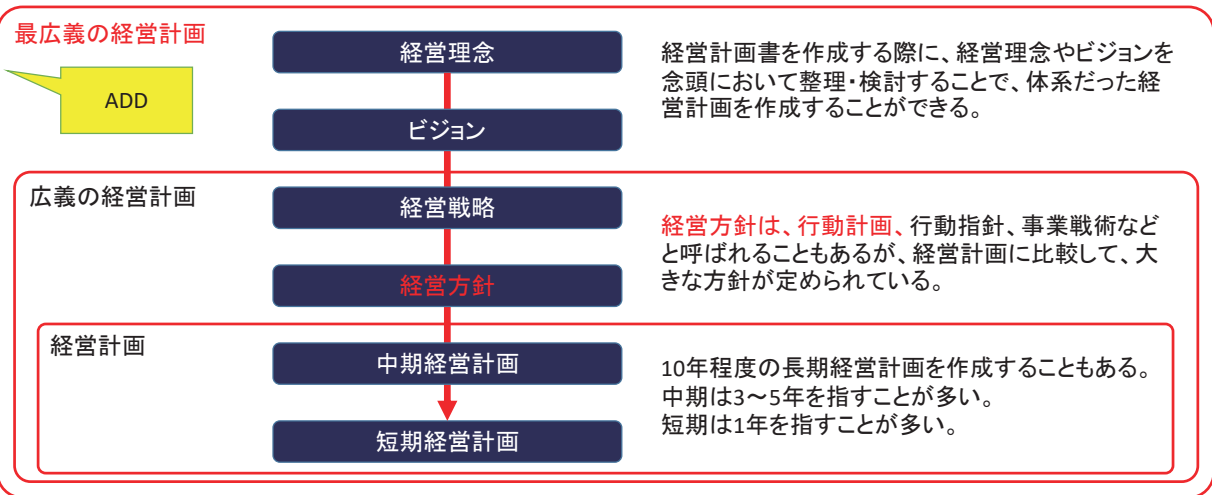 最広義の経営計画
ADD
経営理念
ビジョン
経営計画書を作成する際に、経営理念やビジョンを
念頭において整理・検討することで、体系だった経
営計画を作成することができる。
広義の経営計画
経営戦略
経営方針
経営方針は、行動計画、行動指針、事業戦術など
と呼ばれることもあるが、経営計画に比較して、大
きな方針が定められている。
経営計画
中期経営計画
短期経営計画
10年程度の長期経営計画を作成することもある。
中期は3～5年を指すことが多い。
短期は1年を指すことが多い。